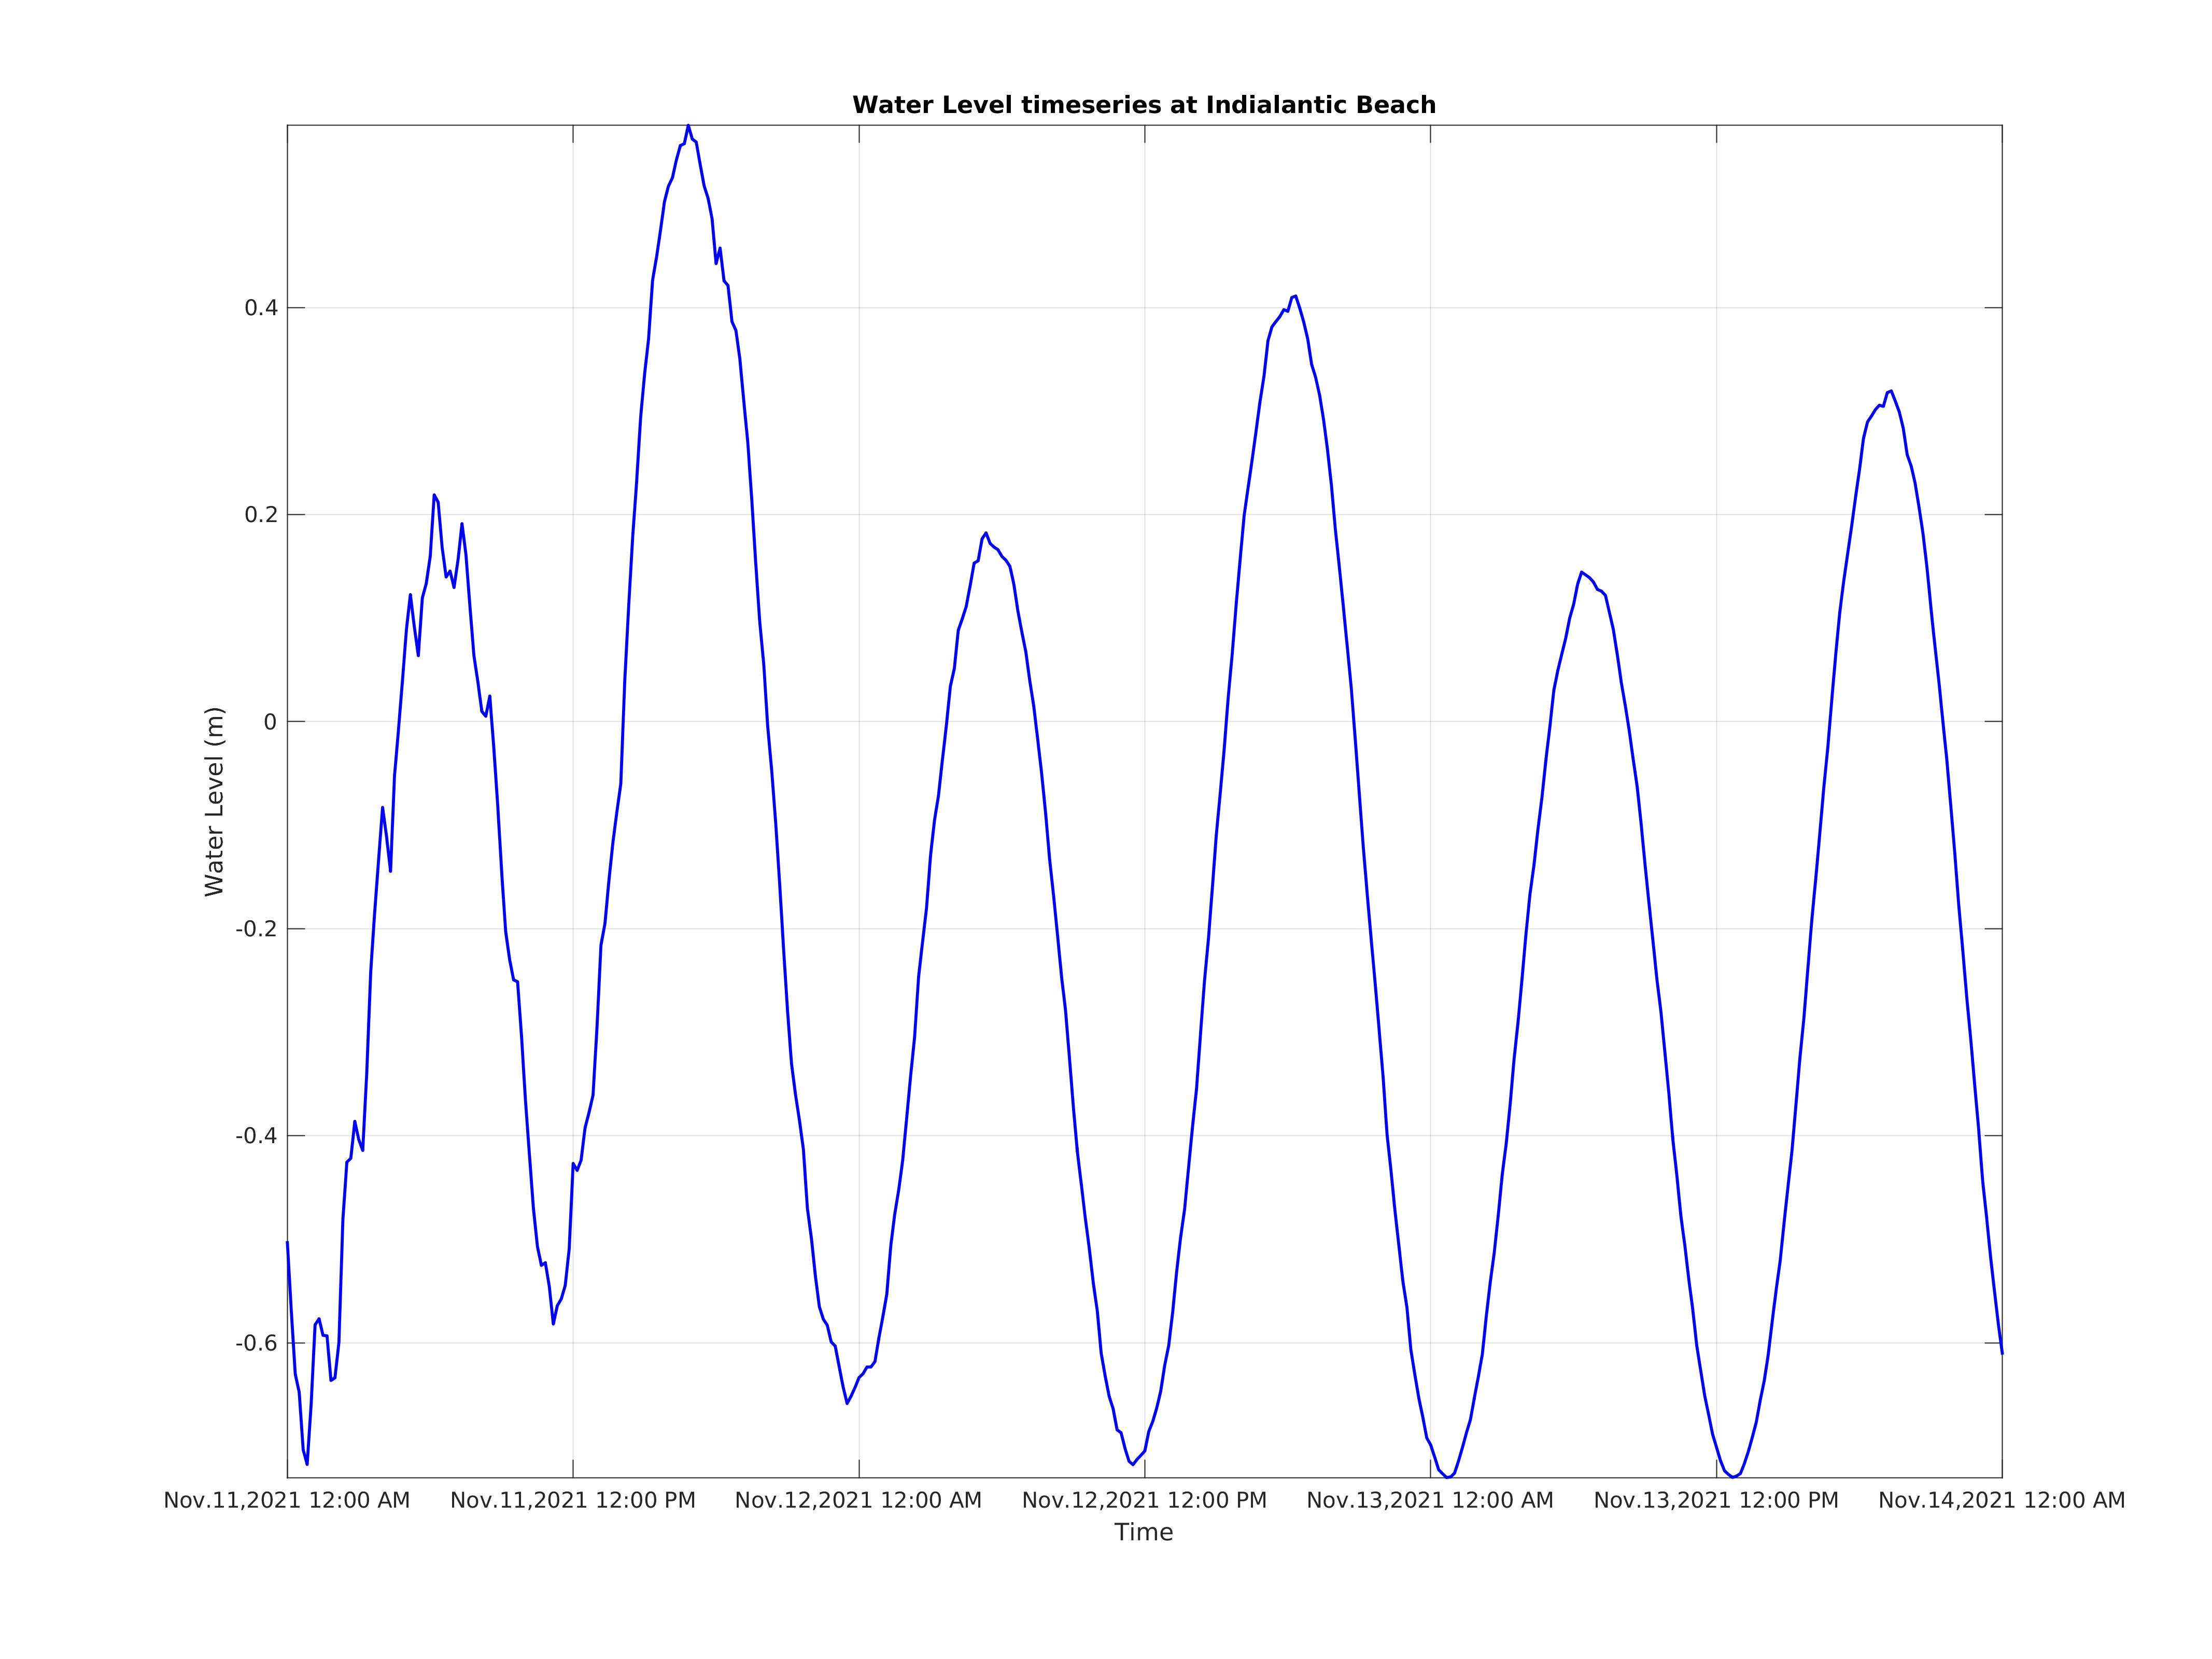 Water Level timeseries at Indialantic Beach
0.4
0.2
0
-0.2
-0.4
-0.6
Water Level (m)
Nov.11,2021 12:00 AM Nov.11,2021 12:00 PM Nov.12,2021 12:00 AM Nov.12,2021 12:00 PM Nov.13,2021 12:00 AM Nov.13,2021 12:00 PM Nov.14,2021 12:00 AM
Time